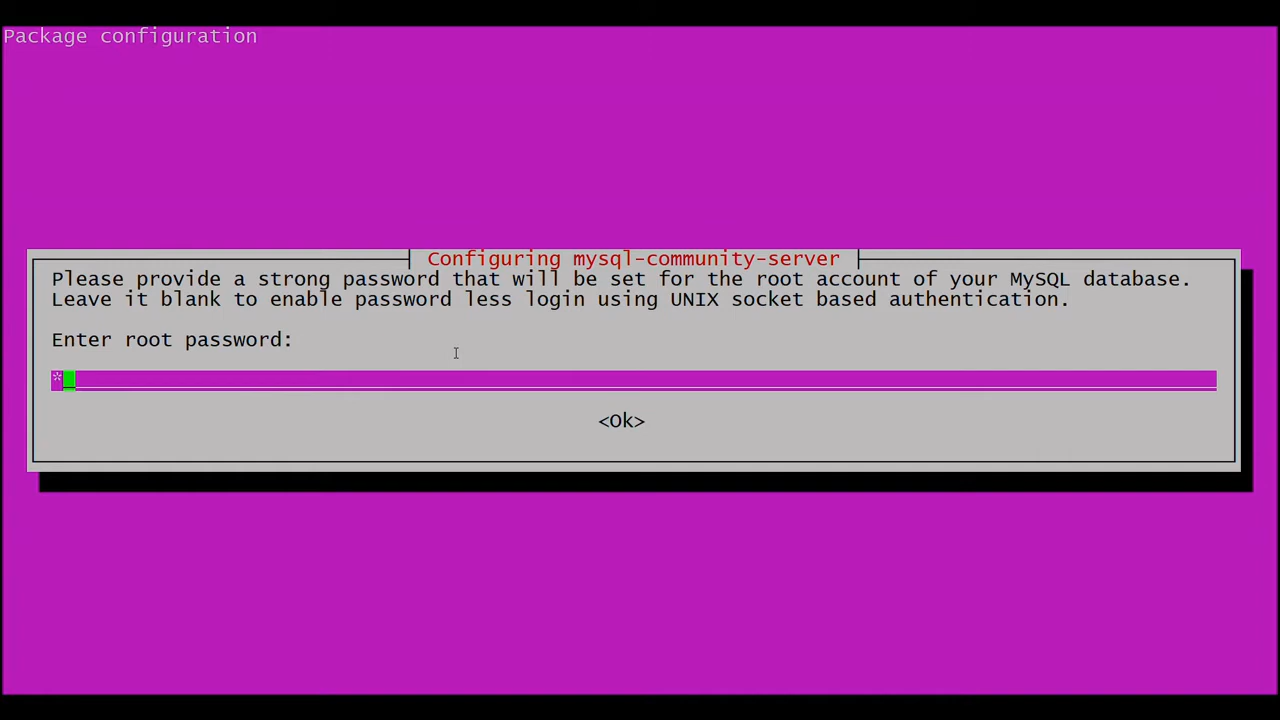 Package configuration
Configuring mysql-community-server
Please provide a strong password that will be set for the root account of your MySQL database.
Leave it blank to enable password less login using UNIX socket based authentication.
Enter root password:
*
<Ok>